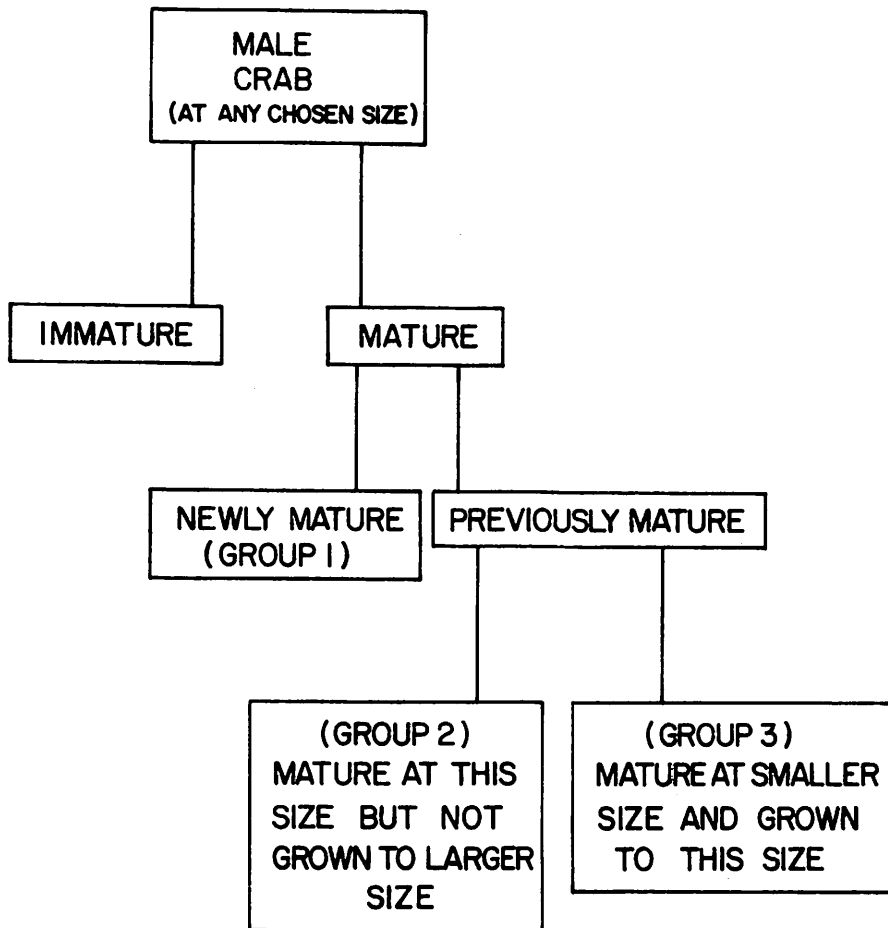 MALE
CRAB
(AT ANY CHOSEN SIZE)
IMMATURE
MATURE
NEWLY MATURE
(GROUP 1)
PREVIOUSLY MATURE
(GROUP 2)
MATURE AT THIS
SIZE BUT NOT
GROWN TO LARGER
SIZE
(GROUP 3)
MATURE AT SMALLER
SIZE AND GROWN
TO THIS SIZE